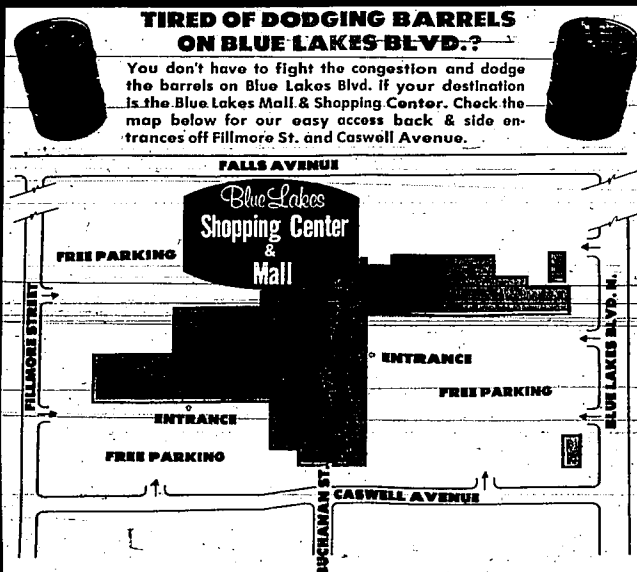 TIRED OF DODGING BARRELS
ON BLUE LAKES BLVD.?
You don't have to fight the congestion and dodge
the barrels on Blue Lakes Blvd. if your destination
is the Blue Lakes Mall & Shopping Center. Check the
map below for our easy access back & side en-
trances off Fillmore St. and Caswell Avenue.
FALLS AVENUE
Blue Lakes
Shopping Center
&
Mall
FREE PARKING
FILLMORE STREET
BLUE LAKES BLVD. N.
ENTRANCE
FREE PARKING
ENTRANCE
FREE PARKING
CASWELL AVENUE
BUCHANAN ST.